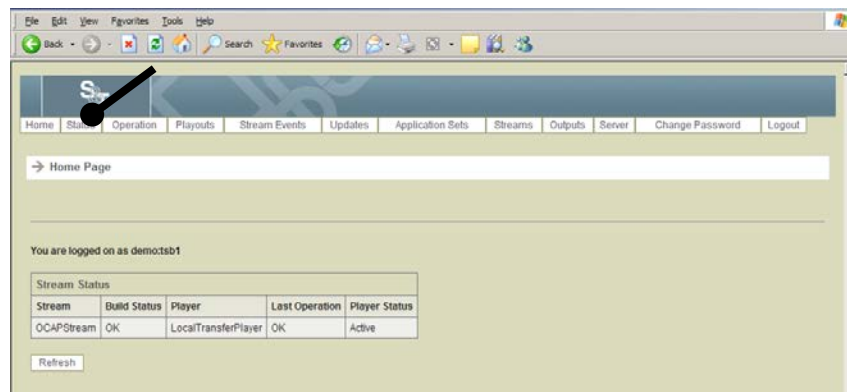 File Edit View Favorites Tools Help
Back Search Favorites
Home Status Operation Playouts Stream Events Updates Application Sets Streams Outputs Server Change Password Logout
Home Page
You are logged on as demo:tsb1
Stream Status
Stream Build Status Player Last Operation Player Status
OCAPStream OK LocalTransferPlayer OK Active
Refresh